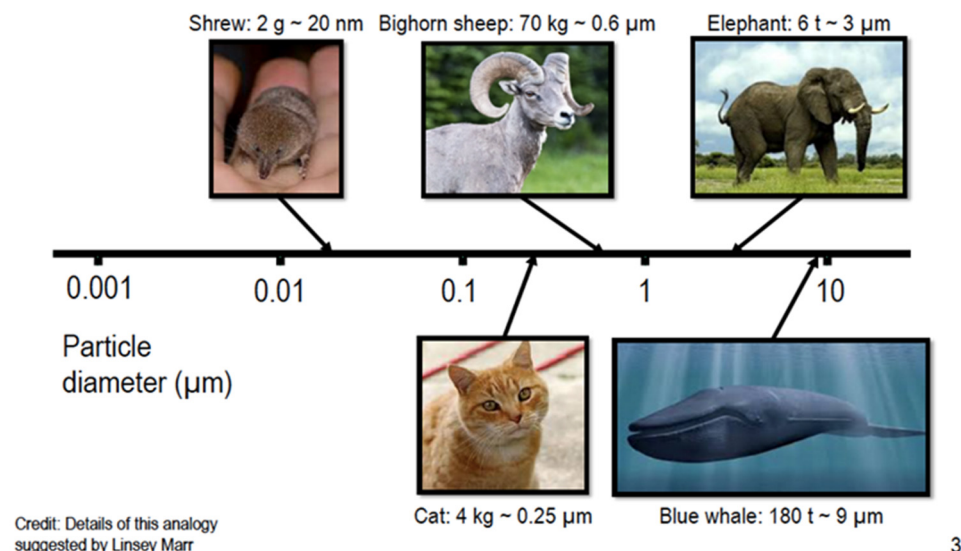 Shrew: 2 g ~ 20 nm
Bighorn sheep: 70 kg ~ 0.6 µm
Elephant: 6 t ~ 3 µm
0.001
0.01
0.1
1
10
Particle
diameter (µm)
Cat: 4 kg ~ 0.25 µm
Blue whale: 180 t ~ 9 µm
Credit: Details of this analogy
suggested by Linsey Marr
3